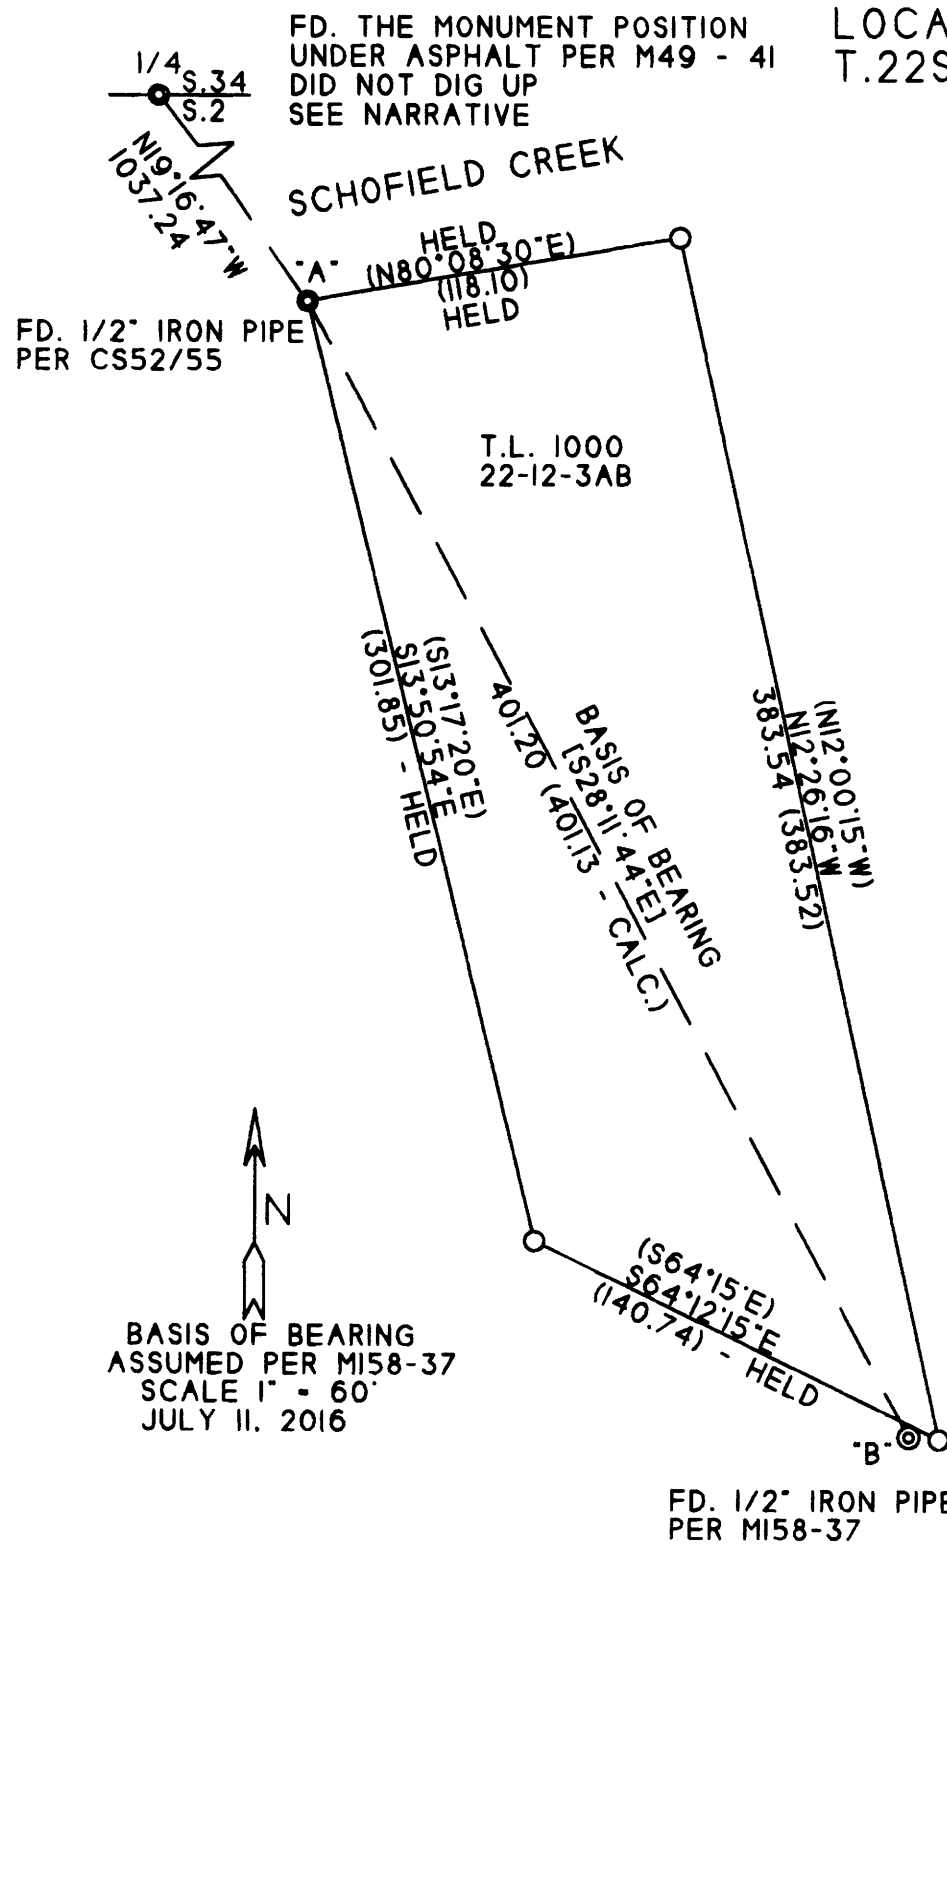 FD. THE MONUMENT POSITION
UNDER ASPHALT PER M49 - 41
DID NOT DIG UP
SEE NARRATIVE
LOCA
T.22S
1/4
S.34
S.2
N19°16'47"W
1037.24
SCHOFIELD CREEK
HELD
(N80°08'30"E)
(118.10)
HELD
"A"
FD. 1/2" IRON PIPE
PER CS52/55
T.L. 1000
22-12-3AB
(S13°17'20"E)
S13°50'54"E
(301.85) - HELD
BASIS OF BEARING
[S28°11'44"E]
401.20 (401.13 - CALC.)
(N12°00'15"W)
N12°26'16"W
383.54 (383.52)
N
BASIS OF BEARING
ASSUMED PER M158-37
SCALE 1" - 60'
JULY 11, 2016
(S64°15'E)
S64°12'15"E
(140.74) - HELD
"B"
FD. 1/2" IRON PIPE
PER M158-37